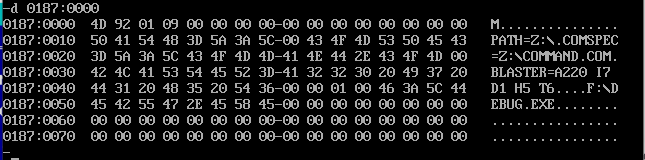 -d 0187:0000
0187:0000  4D 92 01 09 00 00 00 00-00 00 00 00 00 00 00 00   M...............
0187:0010  50 41 54 48 3D 5A 3A 5C-00 43 4F 4D 53 50 45 43   PATH=Z:\.COMSPEC
0187:0020  3D 5A 3A 5C 43 4F 4D 4D-41 4E 44 2E 43 4F 4D 00   =Z:\COMMAND.COM.
0187:0030  42 4C 41 53 54 45 52 3D-41 32 32 30 20 49 37 20   BLASTER=A220 I7
0187:0040  44 31 20 48 35 20 54 36-00 00 01 00 46 3A 5C 44   D1 H5 T6....F:\D
0187:0050  45 42 55 47 2E 45 58 45-00 00 00 00 00 00 00 00   EBUG.EXE........
0187:0060  00 00 00 00 00 00 00 00-00 00 00 00 00 00 00 00   ................
0187:0070  00 00 00 00 00 00 00 00-00 00 00 00 00 00 00 00   ................
-